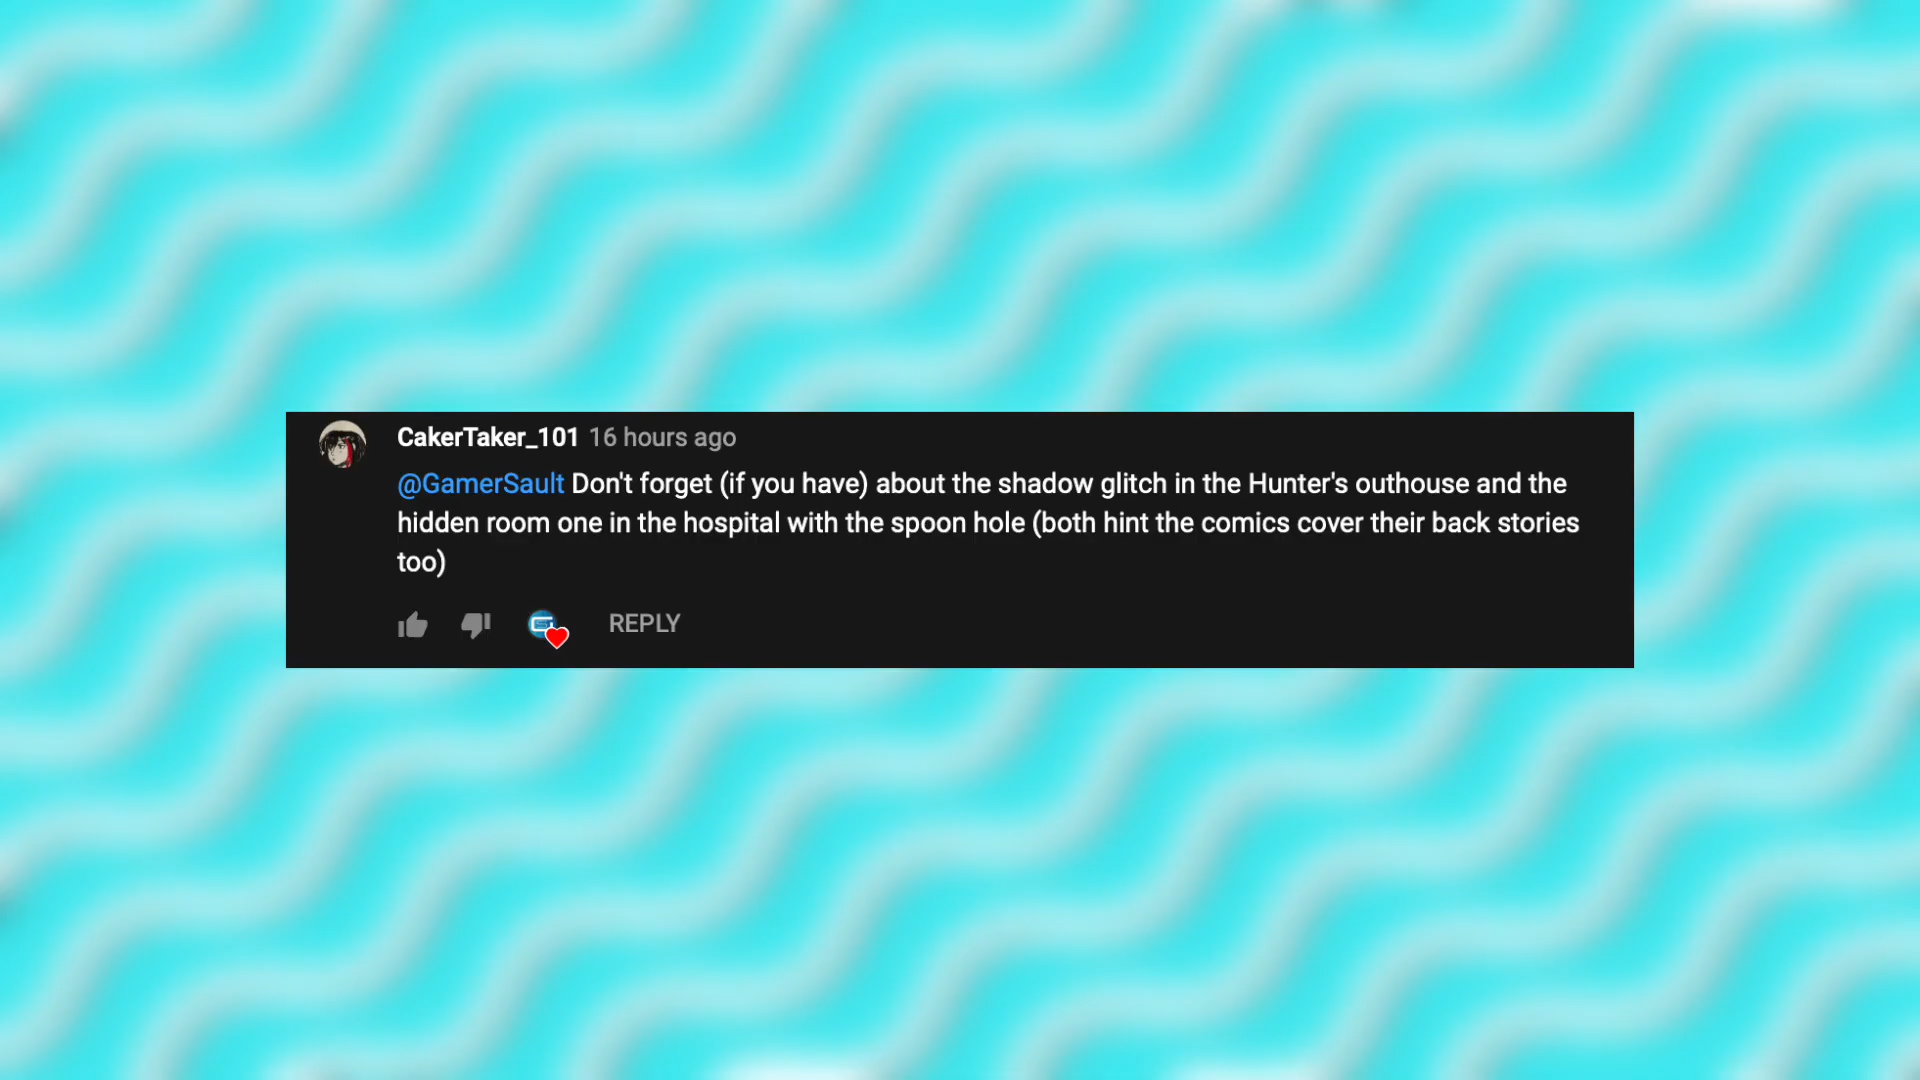 CakerTaker_101 16 hours ago
@GamerSault Don't forget (if you have) about the shadow glitch in the Hunter's outhouse and the
hidden room one in the hospital with the spoon hole (both hint the comics cover their back stories
too)
REPLY